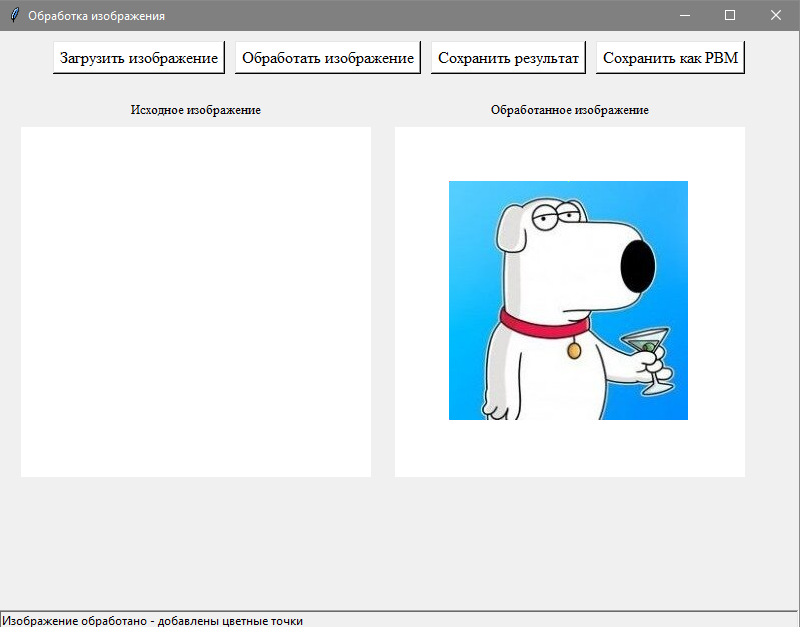 Обработка изображения
Загрузить изображение Обработать изображение Сохранить результат Сохранить как PBM
Исходное изображение Обработанное изображение
Изображение обработано - добавлены цветные точки